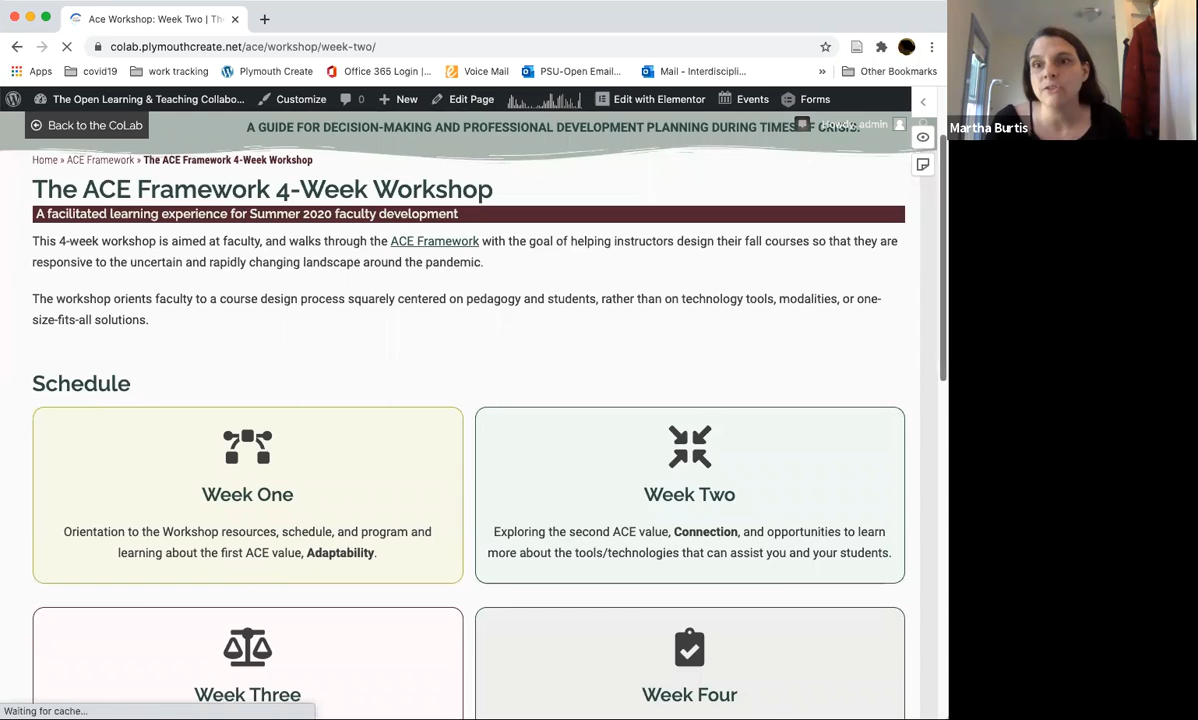 Ace Workshop: Week Two | Th
colab.plymouthcreate.net/ace/workshop/week-two/
Apps covid19 work tracking Plymouth Create Office 365 Login |... Voice Mail PSU-Open Email... Mail - Interdiscipli... » Other Bookmarks
The Open Learning & Teaching Collabo... Customize 0 New Edit Page Edit with Elementor Events Forms
Howdy, admin
Back to the CoLab
A GUIDE FOR DECISION-MAKING AND PROFESSIONAL DEVELOPMENT PLANNING DURING TIMES OF CRISIS
Martha Burtis
Home » ACE Framework » The ACE Framework 4-Week Workshop
The ACE Framework 4-Week Workshop
A facilitated learning experience for Summer 2020 faculty development
This 4-week workshop is aimed at faculty, and walks through the ACE Framework with the goal of helping instructors design their fall courses so that they are
responsive to the uncertain and rapidly changing landscape around the pandemic.
The workshop orients faculty to a course design process squarely centered on pedagogy and students, rather than on technology tools, modalities, or one-
size-fits-all solutions.
Schedule
Week One
Orientation to the Workshop resources, schedule, and program and
learning about the first ACE value, Adaptability.
Week Two
Exploring the second ACE value, Connection, and opportunities to learn
more about the tools/technologies that can assist you and your students.
Week Three
Week Four
Waiting for cache...